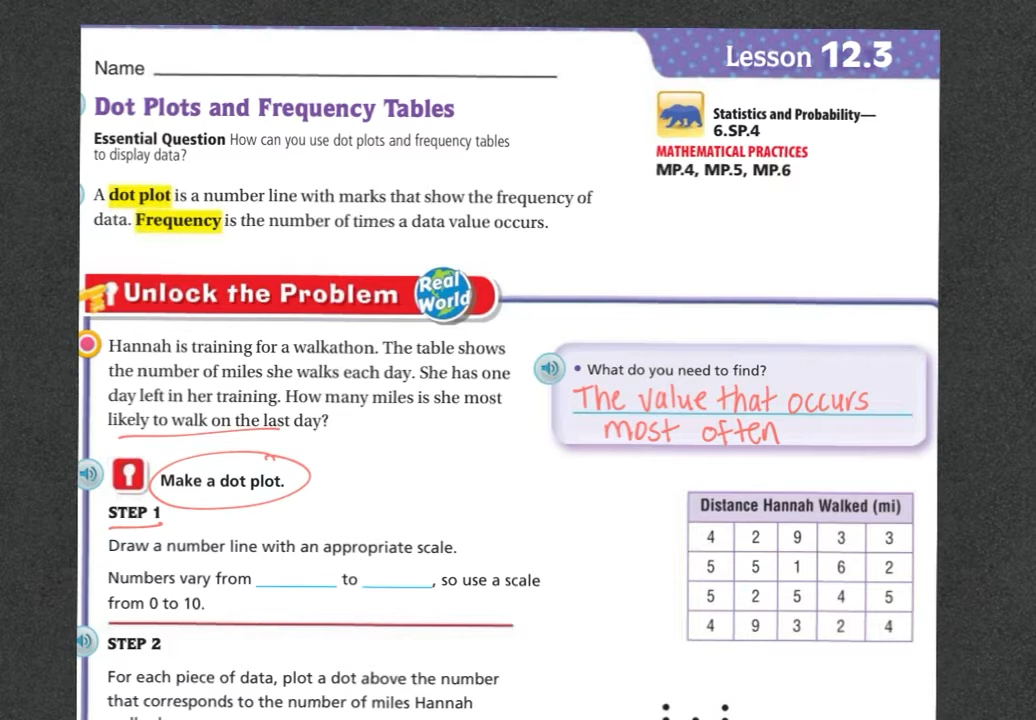 Lesson 12.3
Name
Dot Plots and Frequency Tables
Essential Question How can you use dot plots and frequency tables
to display data?
Statistics and Probability—
6.SP.4
MATHEMATICAL PRACTICES
MP.4, MP.5, MP.6
A dot plot is a number line with marks that show the frequency of
data. Frequency is the number of times a data value occurs.
Unlock the Problem
Real
World
Hannah is training for a walkathon. The table shows
the number of miles she walks each day. She has one
day left in her training. How many miles is she most
likely to walk on the last day?
• What do you need to find?
The value that occurs
most often
Make a dot plot.
STEP 1
Draw a number line with an appropriate scale.
Numbers vary from ________ to ________, so use a scale
from 0 to 10.
Distance Hannah Walked (mi)
4 2 9 3 3
5 5 1 6 2
5 2 5 4 5
4 9 3 2 4
STEP 2
For each piece of data, plot a dot above the number
that corresponds to the number of miles Hannah